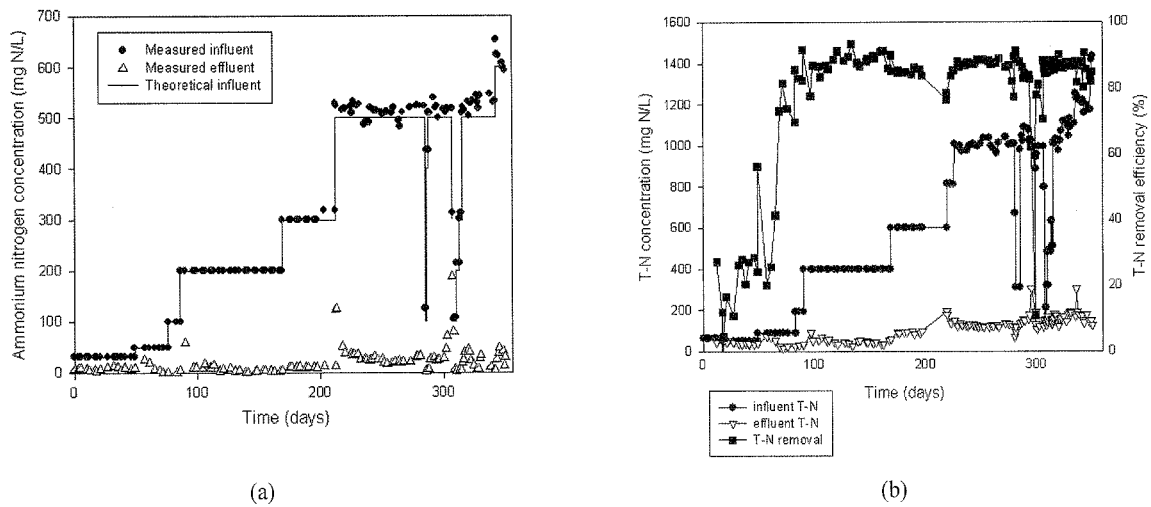 700
600
500
400
300
200
100
0
Ammonium nitrogen concentration (mg N/L)
Measured influent
Measured effluent
Theoretical influent
0 100 200 300
Time (days)
(a)
1600
1400
1200
1000
800
600
400
200
0
T-N concentration (mg N/L)
100
80
60
40
20
0
T-N removal efficiency (%)
0 100 200 300
Time (days)
influent T-N
effluent T-N
T-N removal
(b)